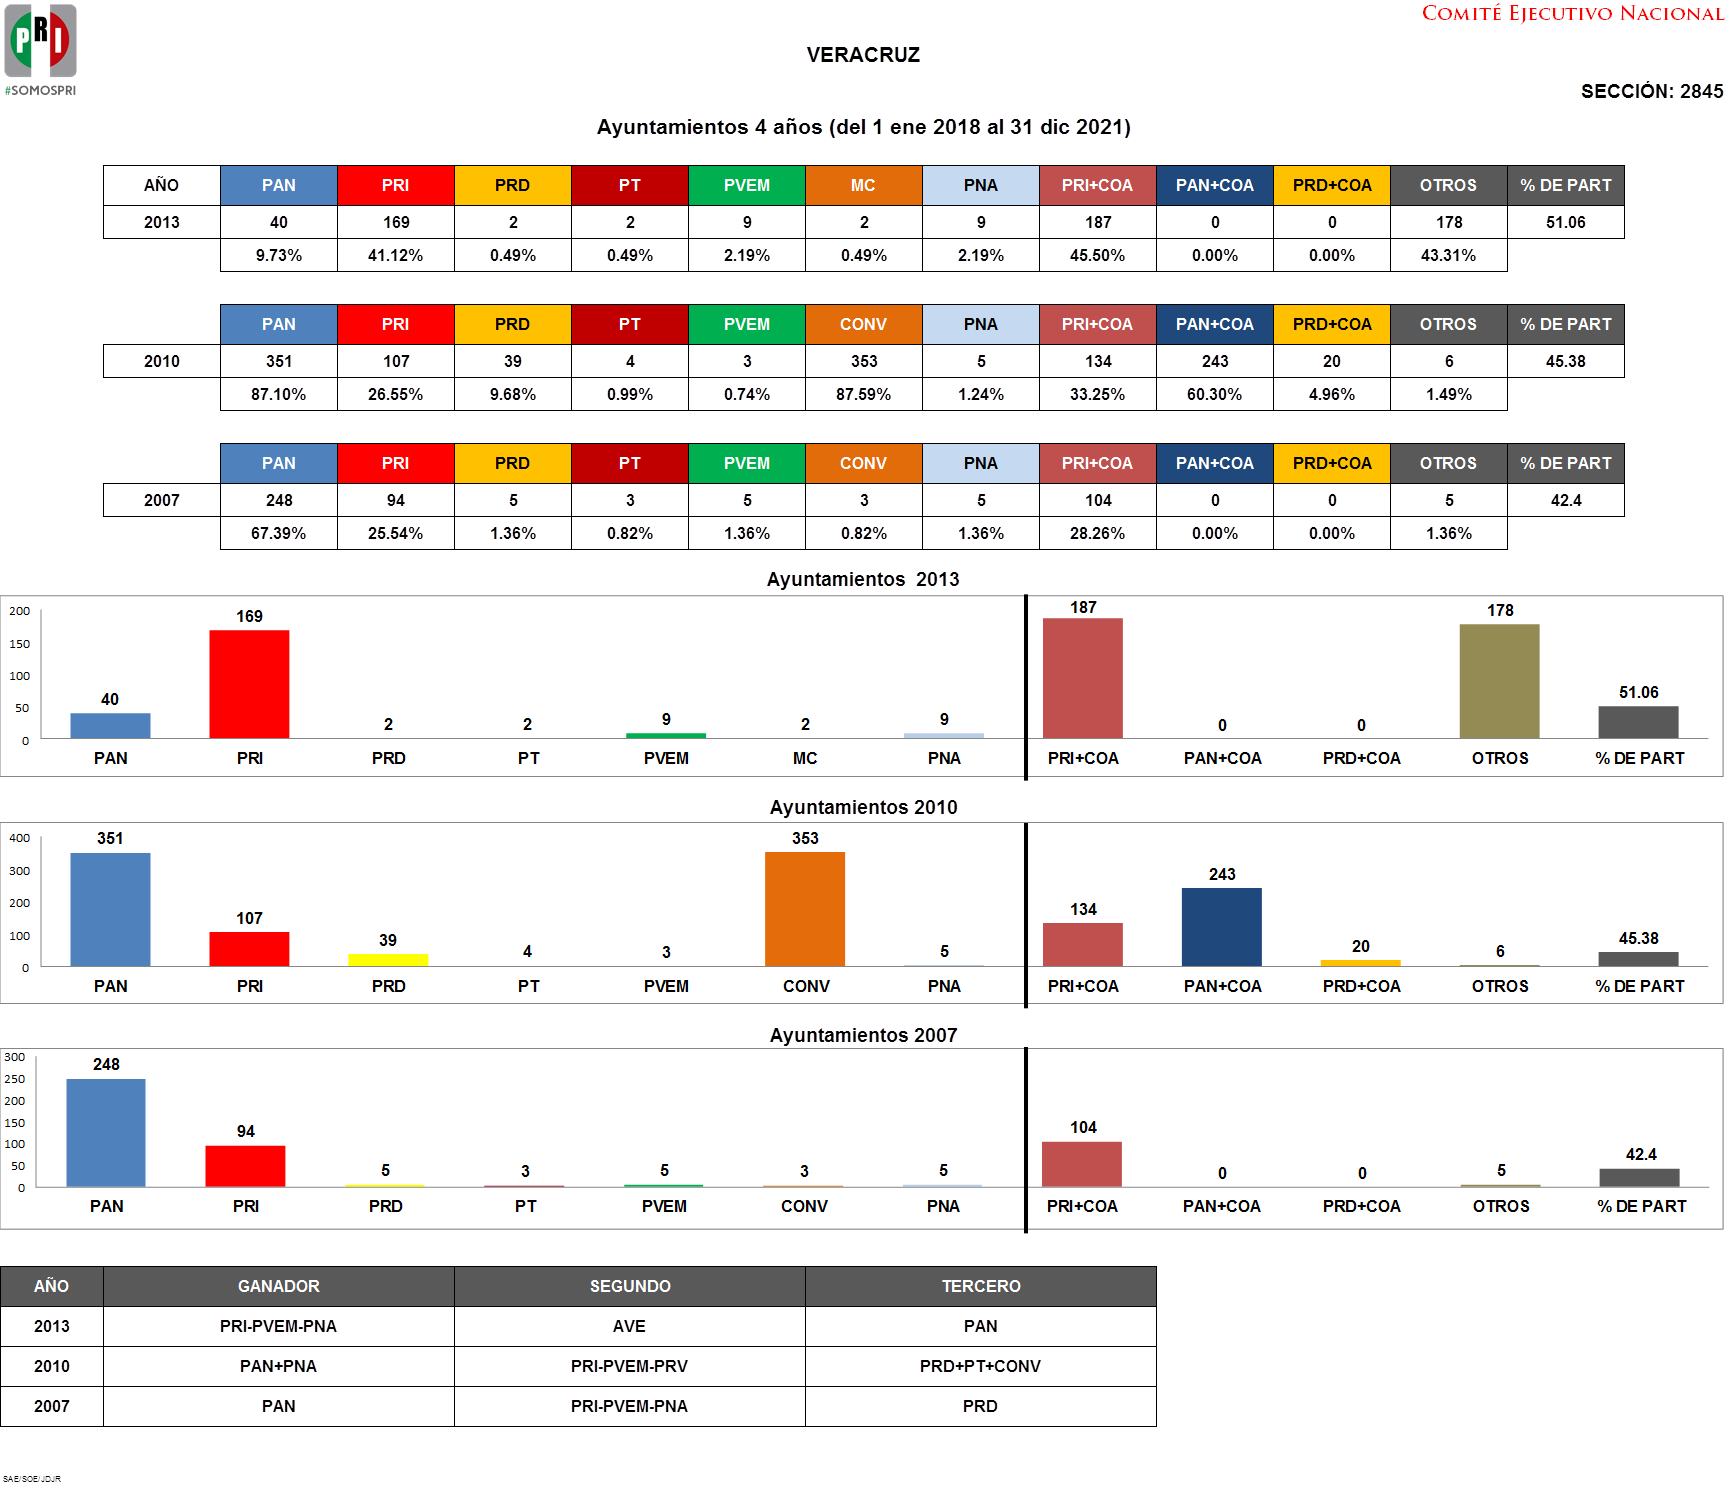 PRI
#SOMOSPRI
COMITÉ EJECUTIVO NACIONAL
VERACRUZ
SECCIÓN: 2845
Ayuntamientos 4 años (del 1 ene 2018 al 31 dic 2021)
AÑO PAN PRI PRD PT PVEM MC PNA PRI+COA PAN+COA PRD+COA OTROS % DE PART
2013 40 169 2 2 9 2 9 187 0 0 178 51.06
9.73% 41.12% 0.49% 0.49% 2.19% 0.49% 2.19% 45.50% 0.00% 0.00% 43.31%
PAN PRI PRD PT PVEM CONV PNA PRI+COA PAN+COA PRD+COA OTROS % DE PART
2010 351 107 39 4 3 353 5 134 243 20 6 45.38
87.10% 26.55% 9.68% 0.99% 0.74% 87.59% 1.24% 33.25% 60.30% 4.96% 1.49%
PAN PRI PRD PT PVEM CONV PNA PRI+COA PAN+COA PRD+COA OTROS % DE PART
2007 248 94 5 3 5 3 5 104 0 0 5 42.4
67.39% 25.54% 1.36% 0.82% 1.36% 0.82% 1.36% 28.26% 0.00% 0.00% 1.36%
Ayuntamientos 2013
200
150
100
50
0
40 169 2 2 9 2 9 187 0 0 178 51.06
PAN PRI PRD PT PVEM MC PNA PRI+COA PAN+COA PRD+COA OTROS % DE PART
Ayuntamientos 2010
400
300
200
100
0
351 107 39 4 3 353 5 134 243 20 6 45.38
PAN PRI PRD PT PVEM CONV PNA PRI+COA PAN+COA PRD+COA OTROS % DE PART
Ayuntamientos 2007
300
250
200
150
100
50
0
248 94 5 3 5 3 5 104 0 0 5 42.4
PAN PRI PRD PT PVEM CONV PNA PRI+COA PAN+COA PRD+COA OTROS % DE PART
AÑO GANADOR SEGUNDO TERCERO
2013 PRI-PVEM-PNA AVE PAN
2010 PAN+PNA PRI-PVEM-PRV PRD+PT+CONV
2007 PAN PRI-PVEM-PNA PRD
SAE/SOE/JDJR